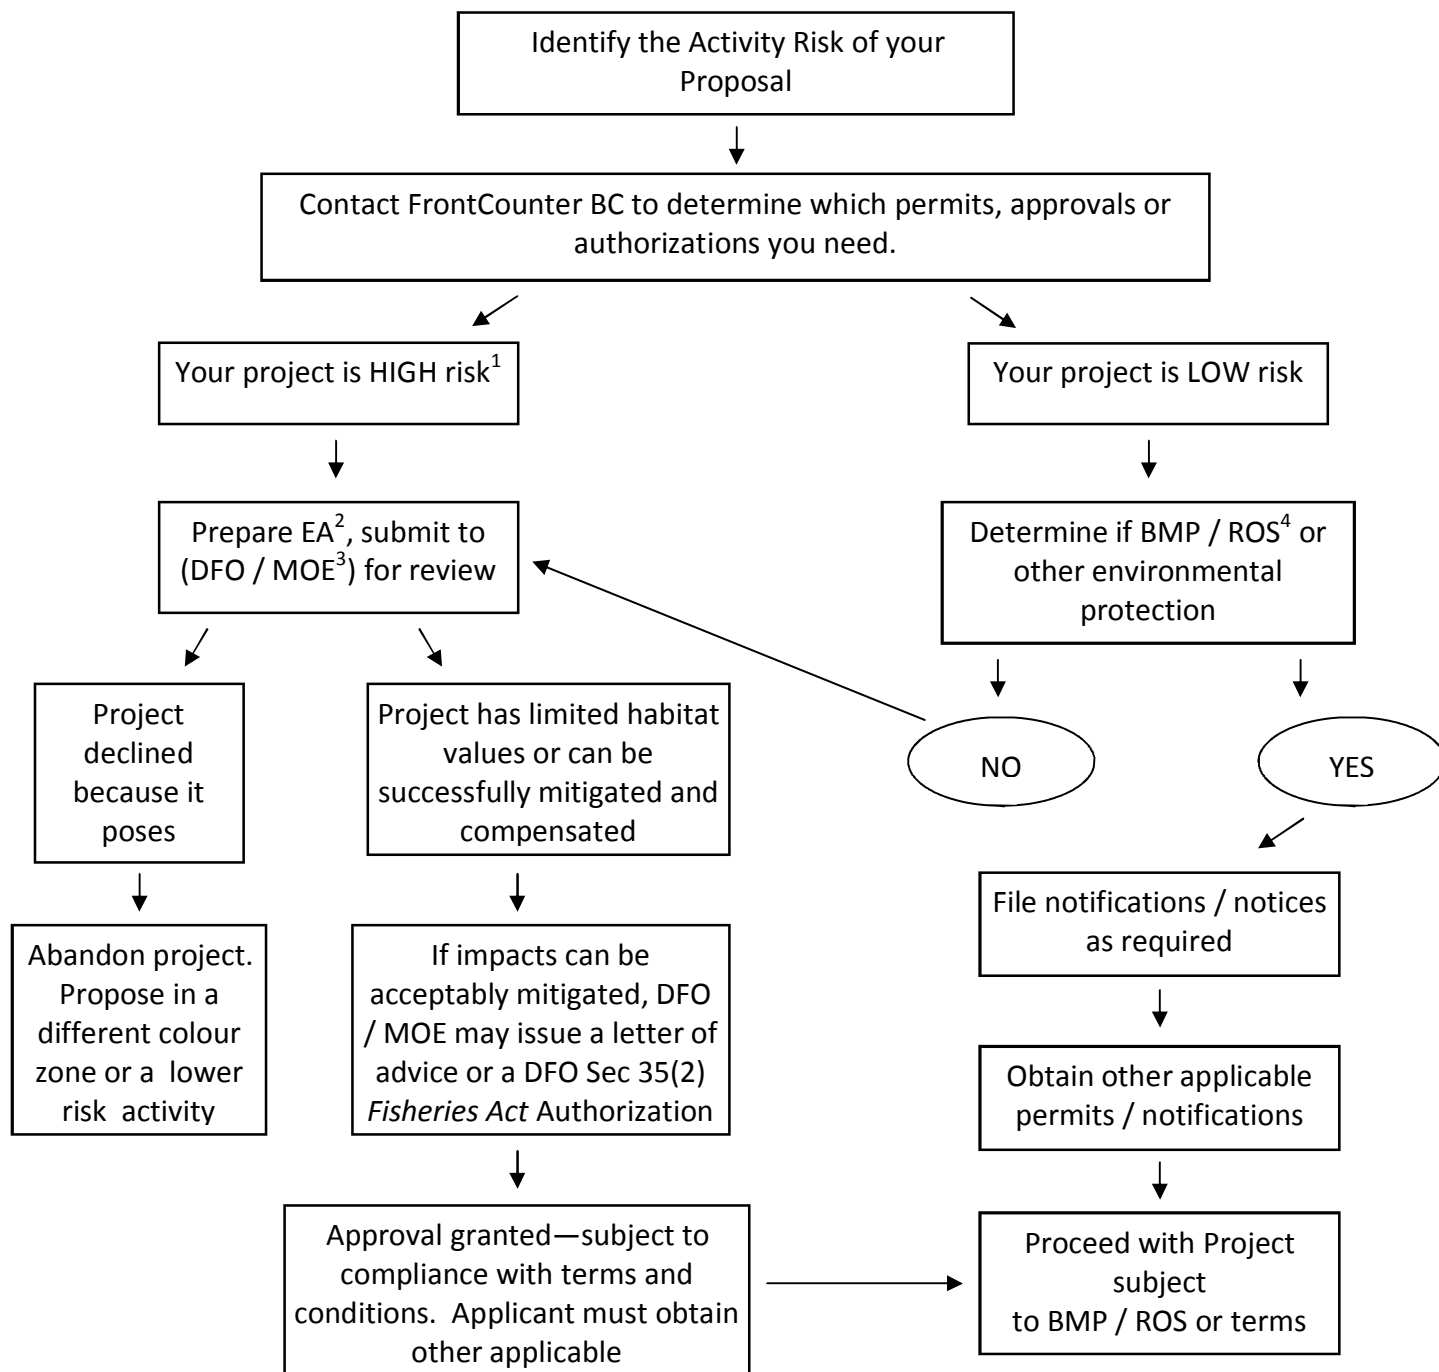 Identify the Activity Risk of your
Proposal
Contact FrontCounter BC to determine which permits, approvals or
authorizations you need.
Your project is HIGH risk1
Your project is LOW risk
Prepare EA2, submit to
(DFO / MOE3) for review
Determine if BMP / ROS4 or
other environmental
protection
Project
declined
because it
poses
Project has limited habitat
values or can be
successfully mitigated and
compensated
NO
YES
Abandon project.
Propose in a
different colour
zone or a lower
risk activity
If impacts can be
acceptably mitigated, DFO
/ MOE may issue a letter of
advice or a DFO Sec 35(2)
Fisheries Act Authorization
File notifications / notices
as required
Obtain other applicable
permits / notifications
Approval granted—subject to
compliance with terms and
conditions. Applicant must obtain
other applicable
Proceed with Project
subject
to BMP / ROS or terms